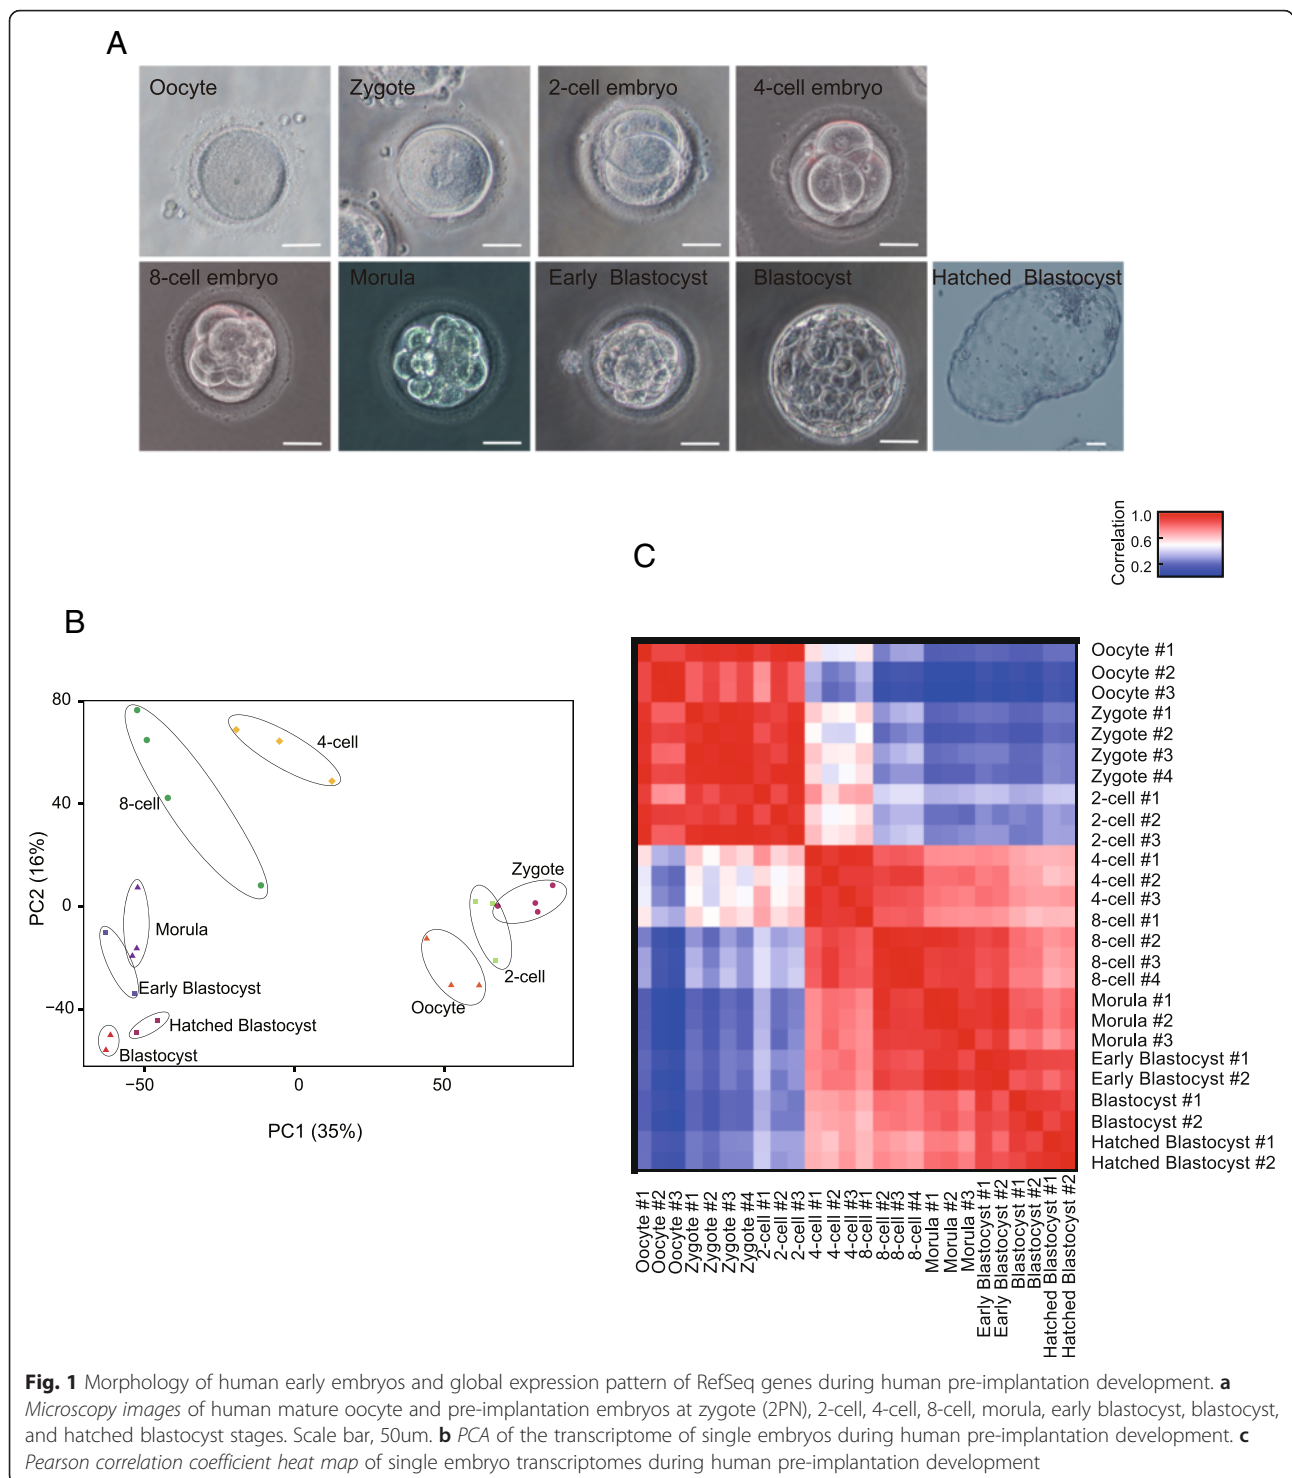 A
Oocyte
Zygote
2-cell embryo
4-cell embryo
8-cell embryo
Morula
Early Blastocyst
Blastocyst
Hatched Blastocyst
B
80
40
0
−40
−50
0
50
PC2 (16%)
PC1 (35%)
4-cell
8-cell
Zygote
Morula
2-cell
Early Blastocyst
Oocyte
Hatched Blastocyst
Blastocyst
C
Correlation
1.0
0.6
0.2
Oocyte #1
Oocyte #2
Oocyte #3
Zygote #1
Zygote #2
Zygote #3
Zygote #4
2-cell #1
2-cell #2
2-cell #3
4-cell #1
4-cell #2
4-cell #3
8-cell #1
8-cell #2
8-cell #3
8-cell #4
Morula #1
Morula #2
Morula #3
Early Blastocyst #1
Early Blastocyst #2
Blastocyst #1
Blastocyst #2
Hatched Blastocyst #1
Hatched Blastocyst #2
Oocyte #1
Oocyte #2
Oocyte #3
Zygote #1
Zygote #2
Zygote #3
Zygote #4
2-cell #1
2-cell #2
2-cell #3
4-cell #1
4-cell #2
4-cell #3
8-cell #1
8-cell #2
8-cell #3
8-cell #4
Morula #1
Morula #2
Morula #3
Early Blastocyst #1
Early Blastocyst #2
Blastocyst #1
Blastocyst #2
Hatched Blastocyst #1
Hatched Blastocyst #2
Fig. 1 Morphology of human early embryos and global expression pattern of RefSeq genes during human pre-implantation development. a
Microscopy images of human mature oocyte and pre-implantation embryos at zygote (2PN), 2-cell, 4-cell, 8-cell, morula, early blastocyst, blastocyst,
and hatched blastocyst stages. Scale bar, 50um. b PCA of the transcriptome of single embryos during human pre-implantation development. c
Pearson correlation coefficient heat map of single embryo transcriptomes during human pre-implantation development